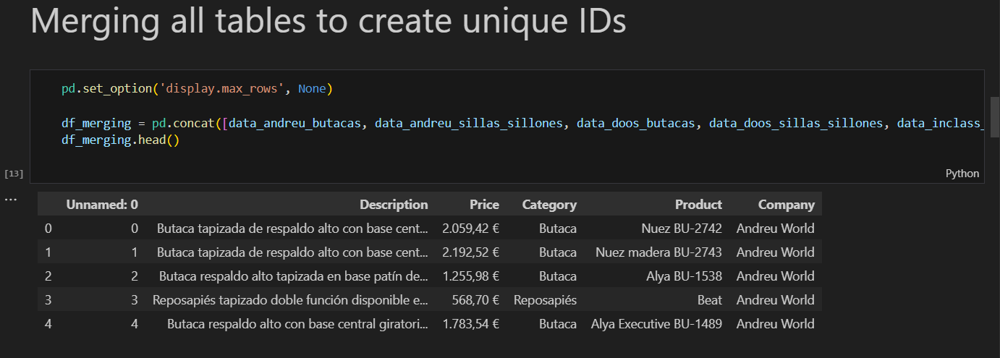 Merging all tables to create unique IDs
pd.set_option('display.max_rows', None)
df_merging = pd.concat([data_andreu_butacas, data_andreu_sillas_sillones, data_doos_butacas, data_doos_sillas_sillones, data_inclass_
df_merging.head()
[13]
Python
...
Unnamed: 0 Description Price Category Product Company
0 0 Butaca tapizada de respaldo alto con base cent... 2.059,42 € Butaca Nuez BU-2742 Andreu World
1 1 Butaca tapizada de respaldo alto con base cent... 2.192,52 € Butaca Nuez madera BU-2743 Andreu World
2 2 Butaca respaldo alto tapizada en base patín de... 1.255,98 € Butaca Alya BU-1538 Andreu World
3 3 Reposapiés tapizado doble función disponible e... 568,70 € Reposapiés Beat Andreu World
4 4 Butaca respaldo alto con base central giratori... 1.783,54 € Butaca Alya Executive BU-1489 Andreu World